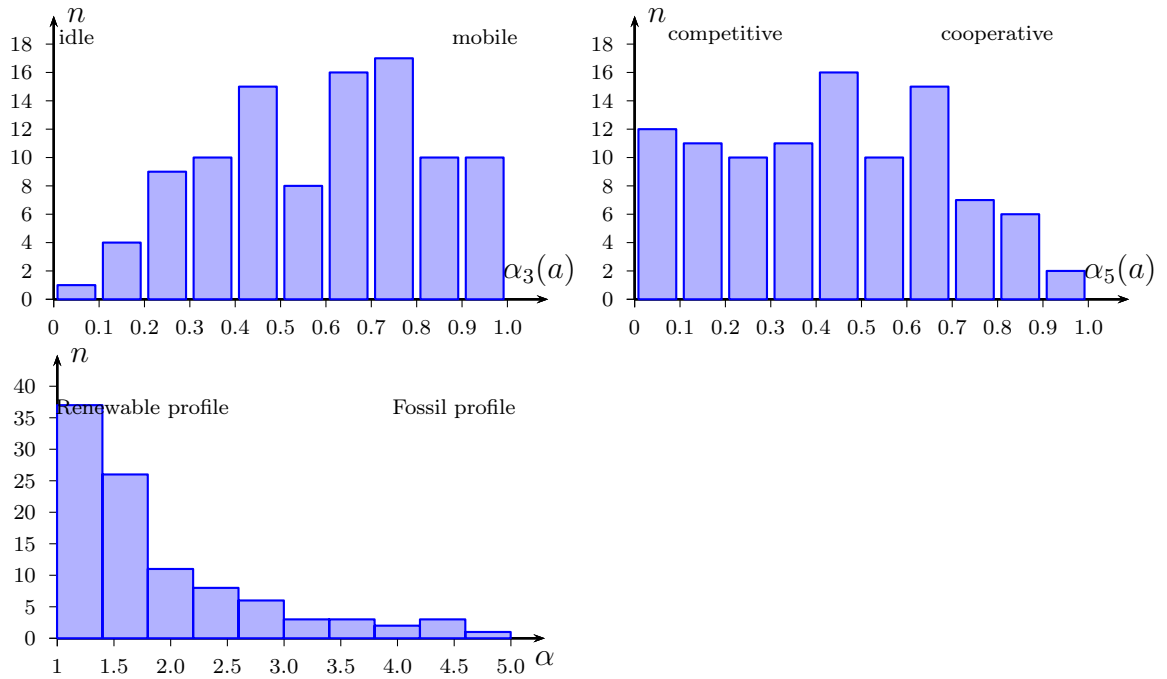 n
idle
mobile
18
16
14
12
10
8
6
4
2
0
α₃(a)
0 0.1 0.2 0.3 0.4 0.5 0.6 0.7 0.8 0.9 1.0
n
competitive
cooperative
18
16
14
12
10
8
6
4
2
0
α₅(a)
0 0.1 0.2 0.3 0.4 0.5 0.6 0.7 0.8 0.9 1.0
n
40
Renewable profile
Fossil profile
35
30
25
20
15
10
5
0
1 1.5 2.0 2.5 3.0 3.5 4.0 4.5 5.0
α